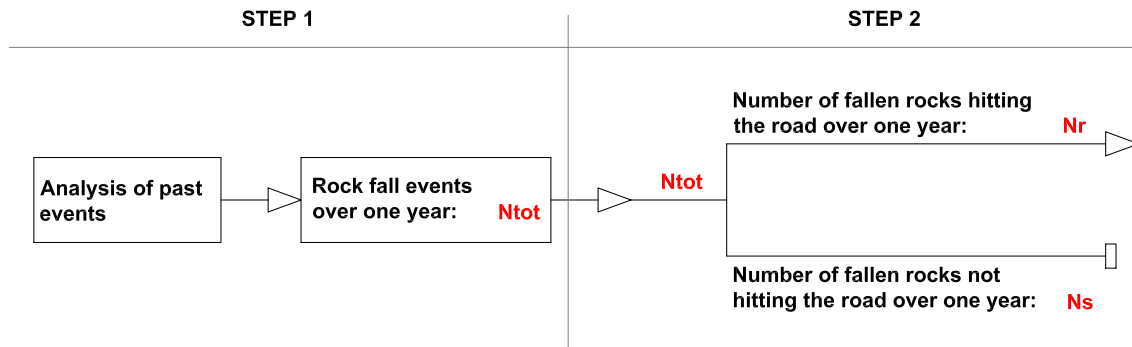 STEP 1
STEP 2
Analysis of past
events
Rock fall events
over one year: Ntot
Ntot
Number of fallen rocks hitting
the road over one year: Nr
Number of fallen rocks not
hitting the road over one year: Ns